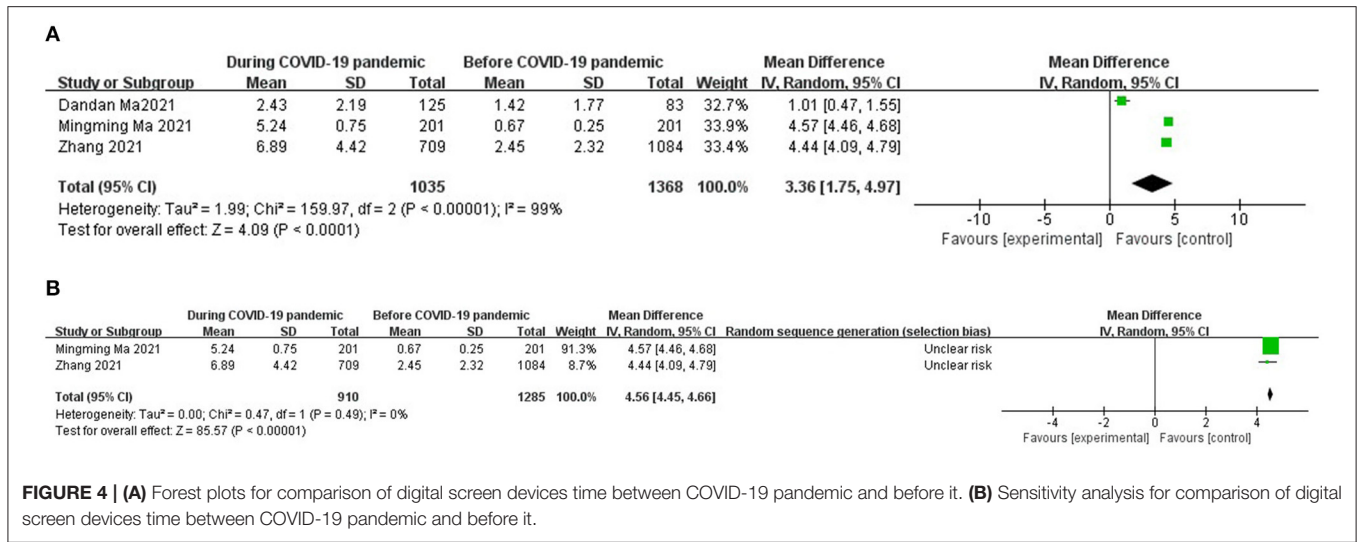 A
During COVID-19 pandemic Before COVID-19 pandemic Mean Difference Mean Difference
Study or Subgroup Mean SD Total Mean SD Total Weight IV, Random, 95% CI IV, Random, 95% CI
Dandan Ma2021 2.43 2.19 125 1.42 1.77 83 32.7% 1.01 [0.47, 1.55]
Mingming Ma 2021 5.24 0.75 201 0.67 0.25 201 33.9% 4.57 [4.46, 4.68]
Zhang 2021 6.89 4.42 709 2.45 2.32 1084 33.4% 4.44 [4.09, 4.79]
Total (95% CI) 1035 1368 100.0% 3.36 [1.75, 4.97]
Heterogeneity: Tau² = 1.99; Chi² = 159.97, df = 2 (P < 0.00001); I² = 99%
Test for overall effect: Z = 4.09 (P < 0.0001)
-10 -5 0 5 10
Favours [experimental] Favours [control]
B
During COVID-19 pandemic Before COVID-19 pandemic Mean Difference Mean Difference
Study or Subgroup Mean SD Total Mean SD Total Weight IV, Random, 95% CI Random sequence generation (selection bias) IV, Random, 95% CI
Mingming Ma 2021 5.24 0.75 201 0.67 0.25 201 91.3% 4.57 [4.46, 4.68] Unclear risk
Zhang 2021 6.89 4.42 709 2.45 2.32 1084 8.7% 4.44 [4.09, 4.79] Unclear risk
Total (95% CI) 910 1285 100.0% 4.56 [4.45, 4.66]
Heterogeneity: Tau² = 0.00; Chi² = 0.47, df = 1 (P = 0.49); I² = 0%
Test for overall effect: Z = 85.57 (P < 0.00001)
-4 -2 0 2 4
Favours [experimental] Favours [control]
FIGURE 4 | (A) Forest plots for comparison of digital screen devices time between COVID-19 pandemic and before it. (B) Sensitivity analysis for comparison of digital
screen devices time between COVID-19 pandemic and before it.